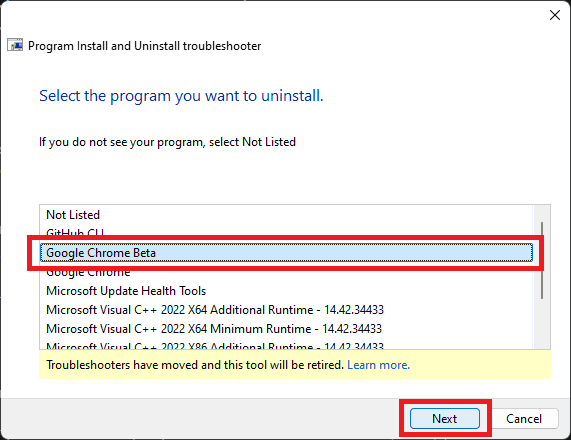 Program Install and Uninstall troubleshooter
Select the program you want to uninstall.
If you do not see your program, select Not Listed
Not Listed
GitHub CLI
Google Chrome Beta
Google Chrome
Microsoft Update Health Tools
Microsoft Visual C++ 2022 X64 Additional Runtime - 14.42.34433
Microsoft Visual C++ 2022 X64 Minimum Runtime - 14.42.34433
Microsoft Visual C++ 2022 X86 Additional Runtime - 14.42.34433
Troubleshooters have moved and this tool will be retired. Learn more.
Next
Cancel